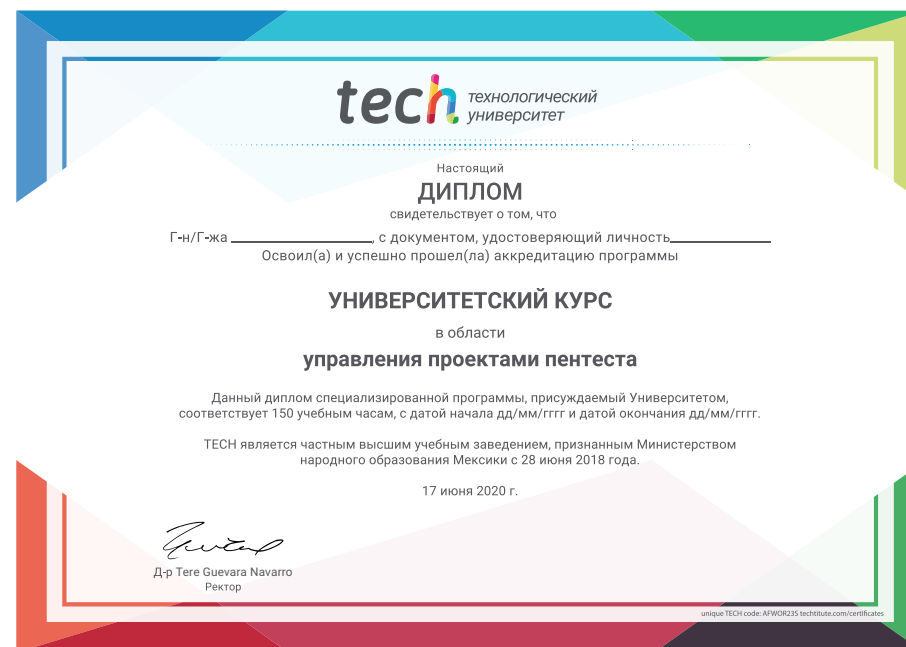 tech технологический
университет
Настоящий
ДИПЛОМ
свидетельствует о том, что
Г-н/Г-жа ____________________, с документом, удостоверяющий личность______________
Освоил(а) и успешно прошел(ла) аккредитацию программы
УНИВЕРСИТЕТСКИЙ КУРС
в области
управления проектами пентеста
Данный диплом специализированной программы, присуждаемый Университетом,
соответствует 150 учебным часам, с датой начала дд/мм/гггг и датой окончания дд/мм/гггг.
TECH является частным высшим учебным заведением, признанным Министерством
народного образования Мексики с 28 июня 2018 года.
17 июня 2020 г.
Д-р Tere Guevara Navarro
Ректор
unique TECH code: AFWOR23S techtitute.com/certificates